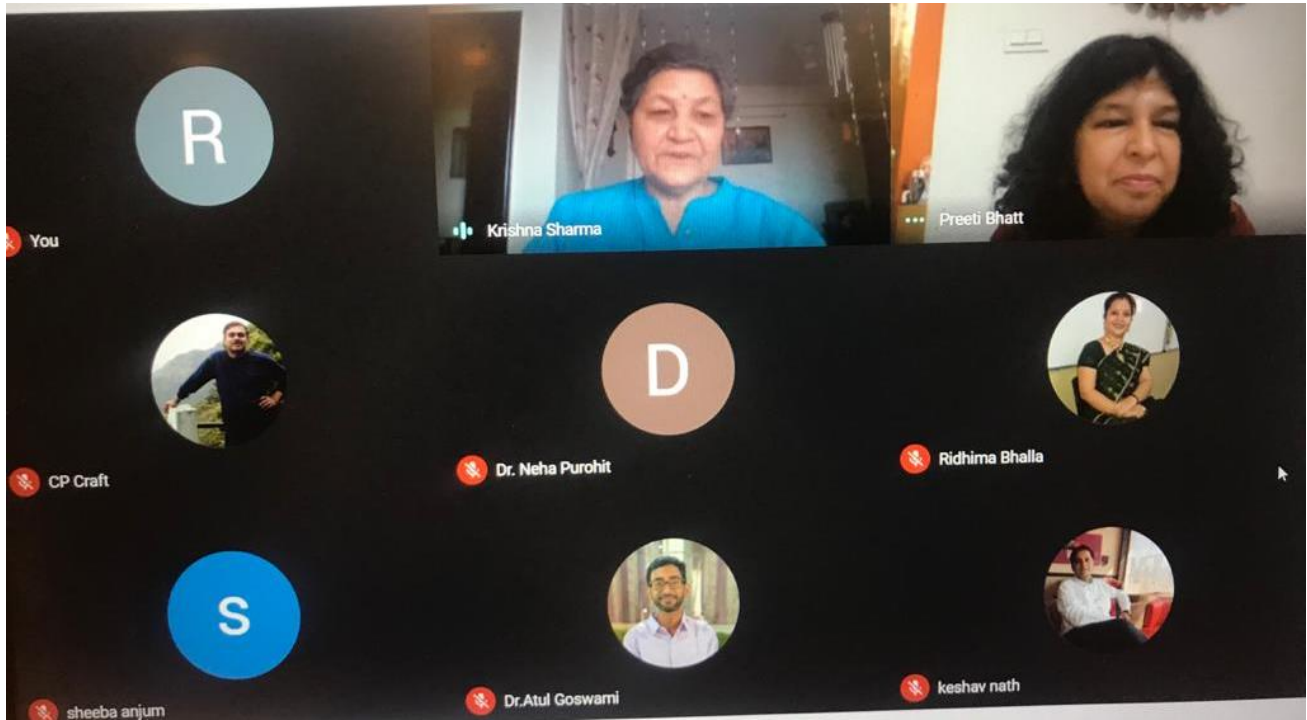 R
You
Krishna Sharma
Preeti Bhatt
CP Craft
D
Dr. Neha Purohit
Ridhima Bhalla
S
sheeba anjum
Dr.Atul Goswami
keshav nath